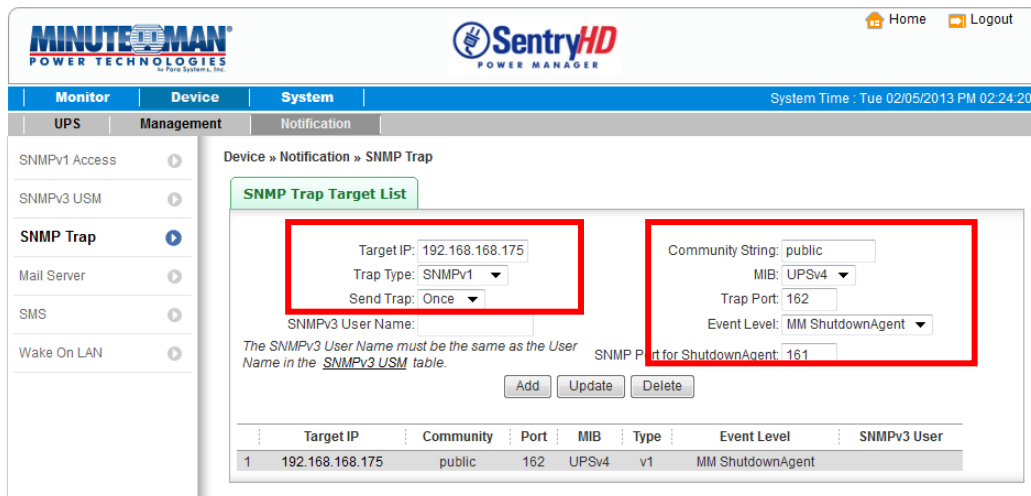 Home Logout
MINUTEMAN®
POWER TECHNOLOGIES
by Para Systems, Inc.
SentryHD
POWER MANAGER
Monitor Device System System Time : Tue 02/05/2013 PM 02:24:20
UPS Management Notification
SNMPv1 Access
SNMPv3 USM
SNMP Trap
Mail Server
SMS
Wake On LAN
Device » Notification » SNMP Trap
SNMP Trap Target List
Target IP: 192.168.168.175
Trap Type: SNMPv1
Send Trap: Once
SNMPv3 User Name:
The SNMPv3 User Name must be the same as the User
Name in the SNMPv3 USM table.
Community String: public
MIB: UPSv4
Trap Port: 162
Event Level: MM ShutdownAgent
SNMP Port for ShutdownAgent: 161
Add Update Delete
Target IP Community Port MIB Type Event Level SNMPv3 User
1 192.168.168.175 public 162 UPSv4 v1 MM ShutdownAgent